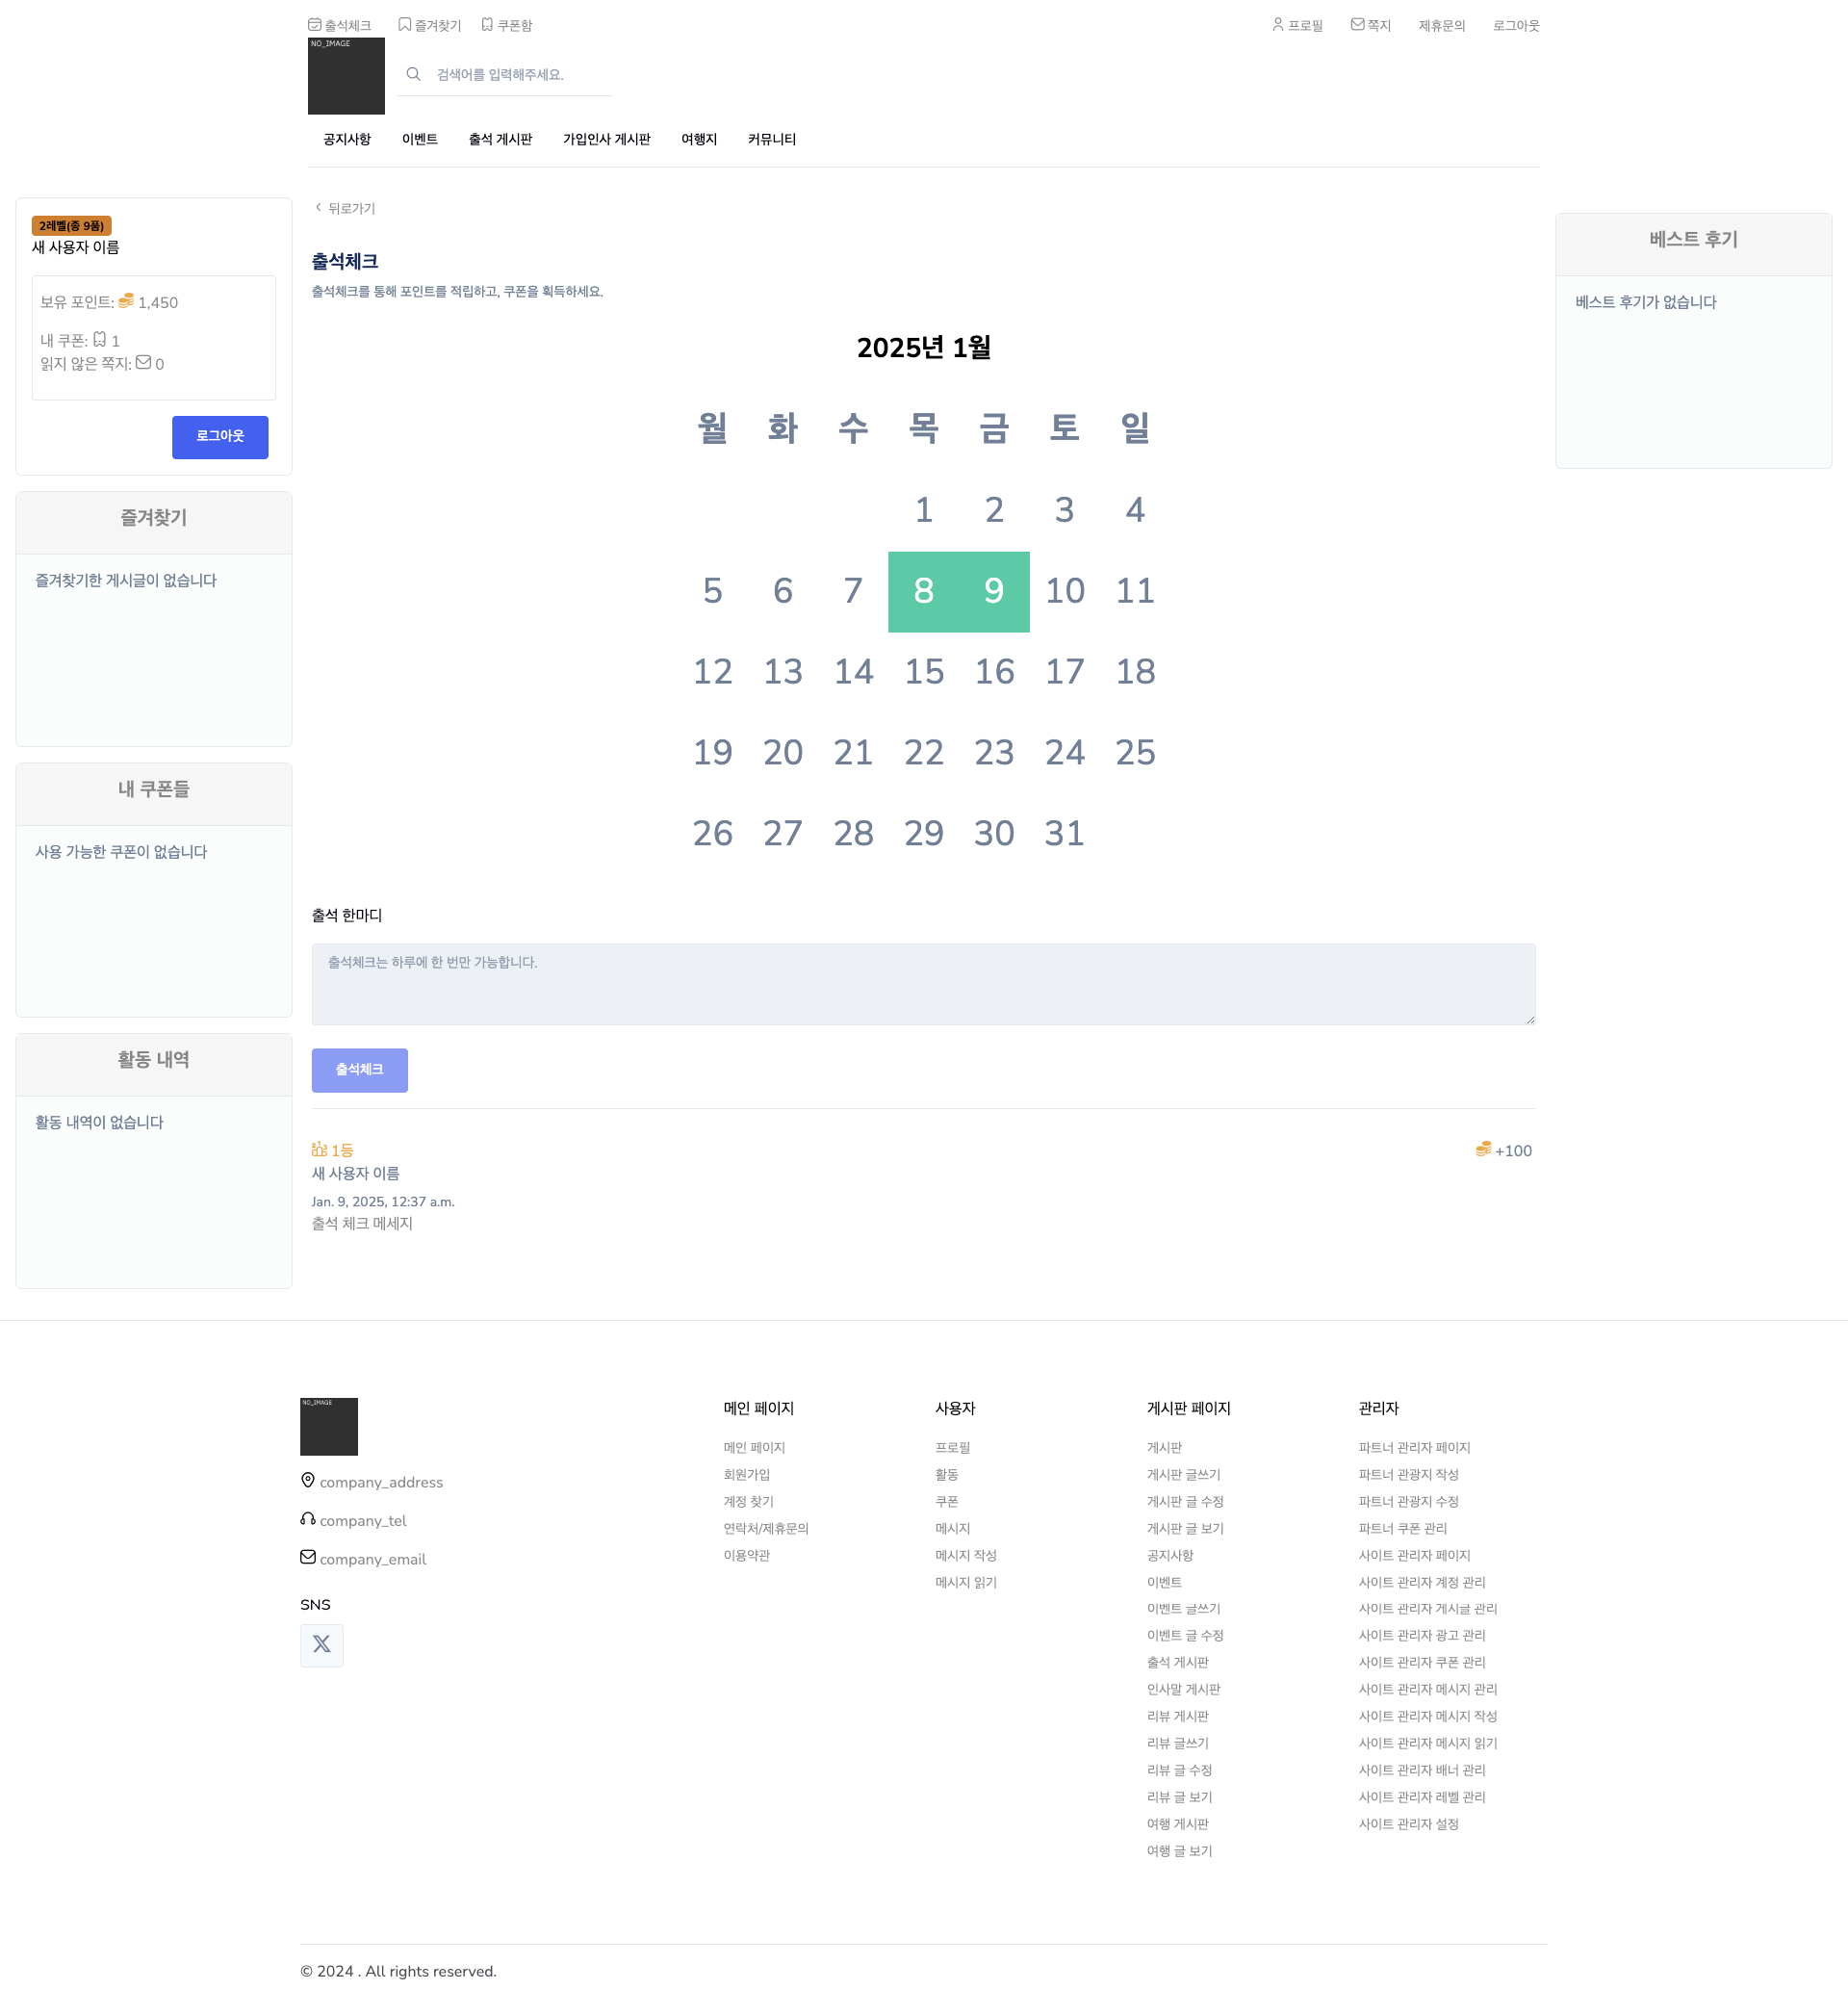 출석체크 즐겨찾기 쿠폰함 프로필 쪽지 제휴문의 로그아웃
NO_IMAGE
검색어를 입력해주세요.
공지사항 이벤트 출석 게시판 가입인사 게시판 여행지 커뮤니티
2레벨(종 9품)
새 사용자 이름
보유 포인트: 1,450
내 쿠폰: 1
읽지 않은 쪽지: 0
로그아웃
즐겨찾기
즐겨찾기한 게시글이 없습니다
내 쿠폰들
사용 가능한 쿠폰이 없습니다
활동 내역
활동 내역이 없습니다
뒤로가기
출석체크
출석체크를 통해 포인트를 적립하고, 쿠폰을 획득하세요.
2025년 1월
월 화 수 목 금 토 일
1 2 3 4
5 6 7 8 9 10 11
12 13 14 15 16 17 18
19 20 21 22 23 24 25
26 27 28 29 30 31
출석 한마디
출석체크는 하루에 한 번만 가능합니다.
출석체크
1등 +100
새 사용자 이름
Jan. 9, 2025, 12:37 a.m.
출석 체크 메세지
베스트 후기
베스트 후기가 없습니다
NO_IMAGE
company_address
company_tel
company_email
SNS
메인 페이지
메인 페이지
회원가입
계정 찾기
연락처/제휴문의
이용약관
사용자
프로필
활동
쿠폰
메시지
메시지 작성
메시지 읽기
게시판 페이지
게시판
게시판 글쓰기
게시판 글 수정
게시판 글 보기
공지사항
이벤트
이벤트 글쓰기
이벤트 글 수정
출석 게시판
인사말 게시판
리뷰 게시판
리뷰 글쓰기
리뷰 글 수정
리뷰 글 보기
여행 게시판
여행 글 보기
관리자
파트너 관리자 페이지
파트너 관광지 작성
파트너 관광지 수정
파트너 쿠폰 관리
사이트 관리자 페이지
사이트 관리자 계정 관리
사이트 관리자 게시글 관리
사이트 관리자 광고 관리
사이트 관리자 쿠폰 관리
사이트 관리자 메시지 관리
사이트 관리자 메시지 작성
사이트 관리자 메시지 읽기
사이트 관리자 배너 관리
사이트 관리자 레벨 관리
사이트 관리자 설정
© 2024 . All rights reserved.